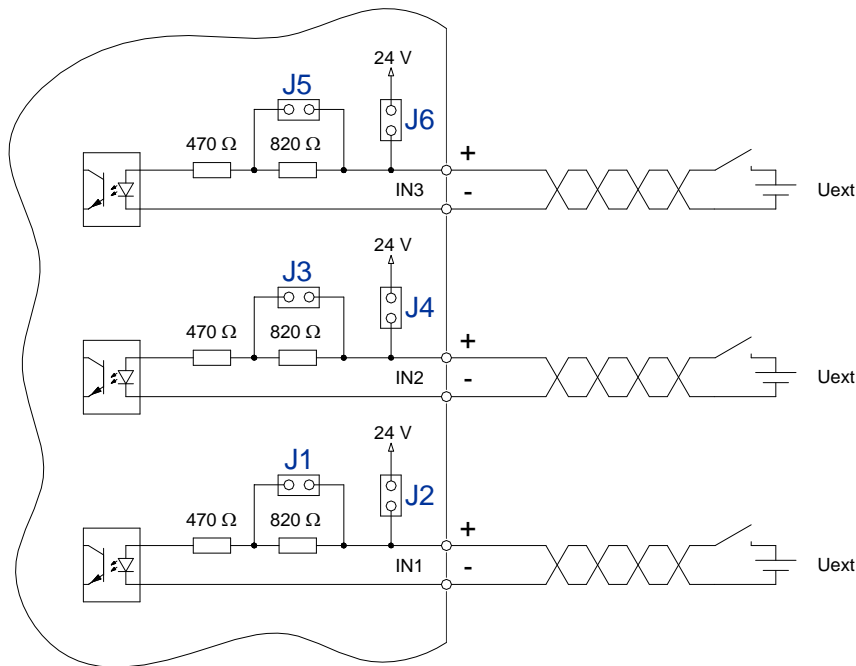 24 V
J5
J6
470 Ω
820 Ω
+
IN3
-
Uext
24 V
J3
J4
470 Ω
820 Ω
+
IN2
-
Uext
24 V
J1
J2
470 Ω
820 Ω
+
IN1
-
Uext